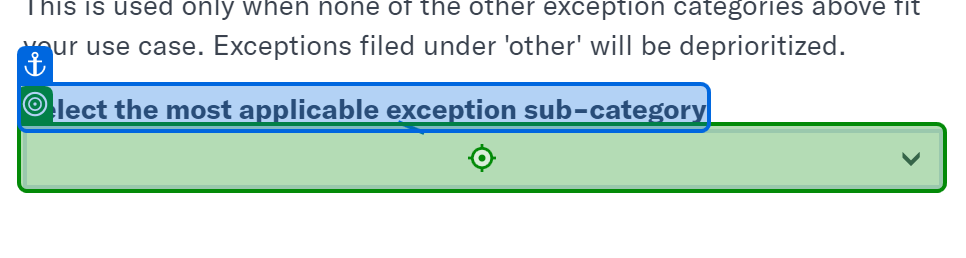 This is used only when none of the other exception categories above fit
your use case. Exceptions filed under 'other' will be deprioritized.
Select the most applicable exception sub-category